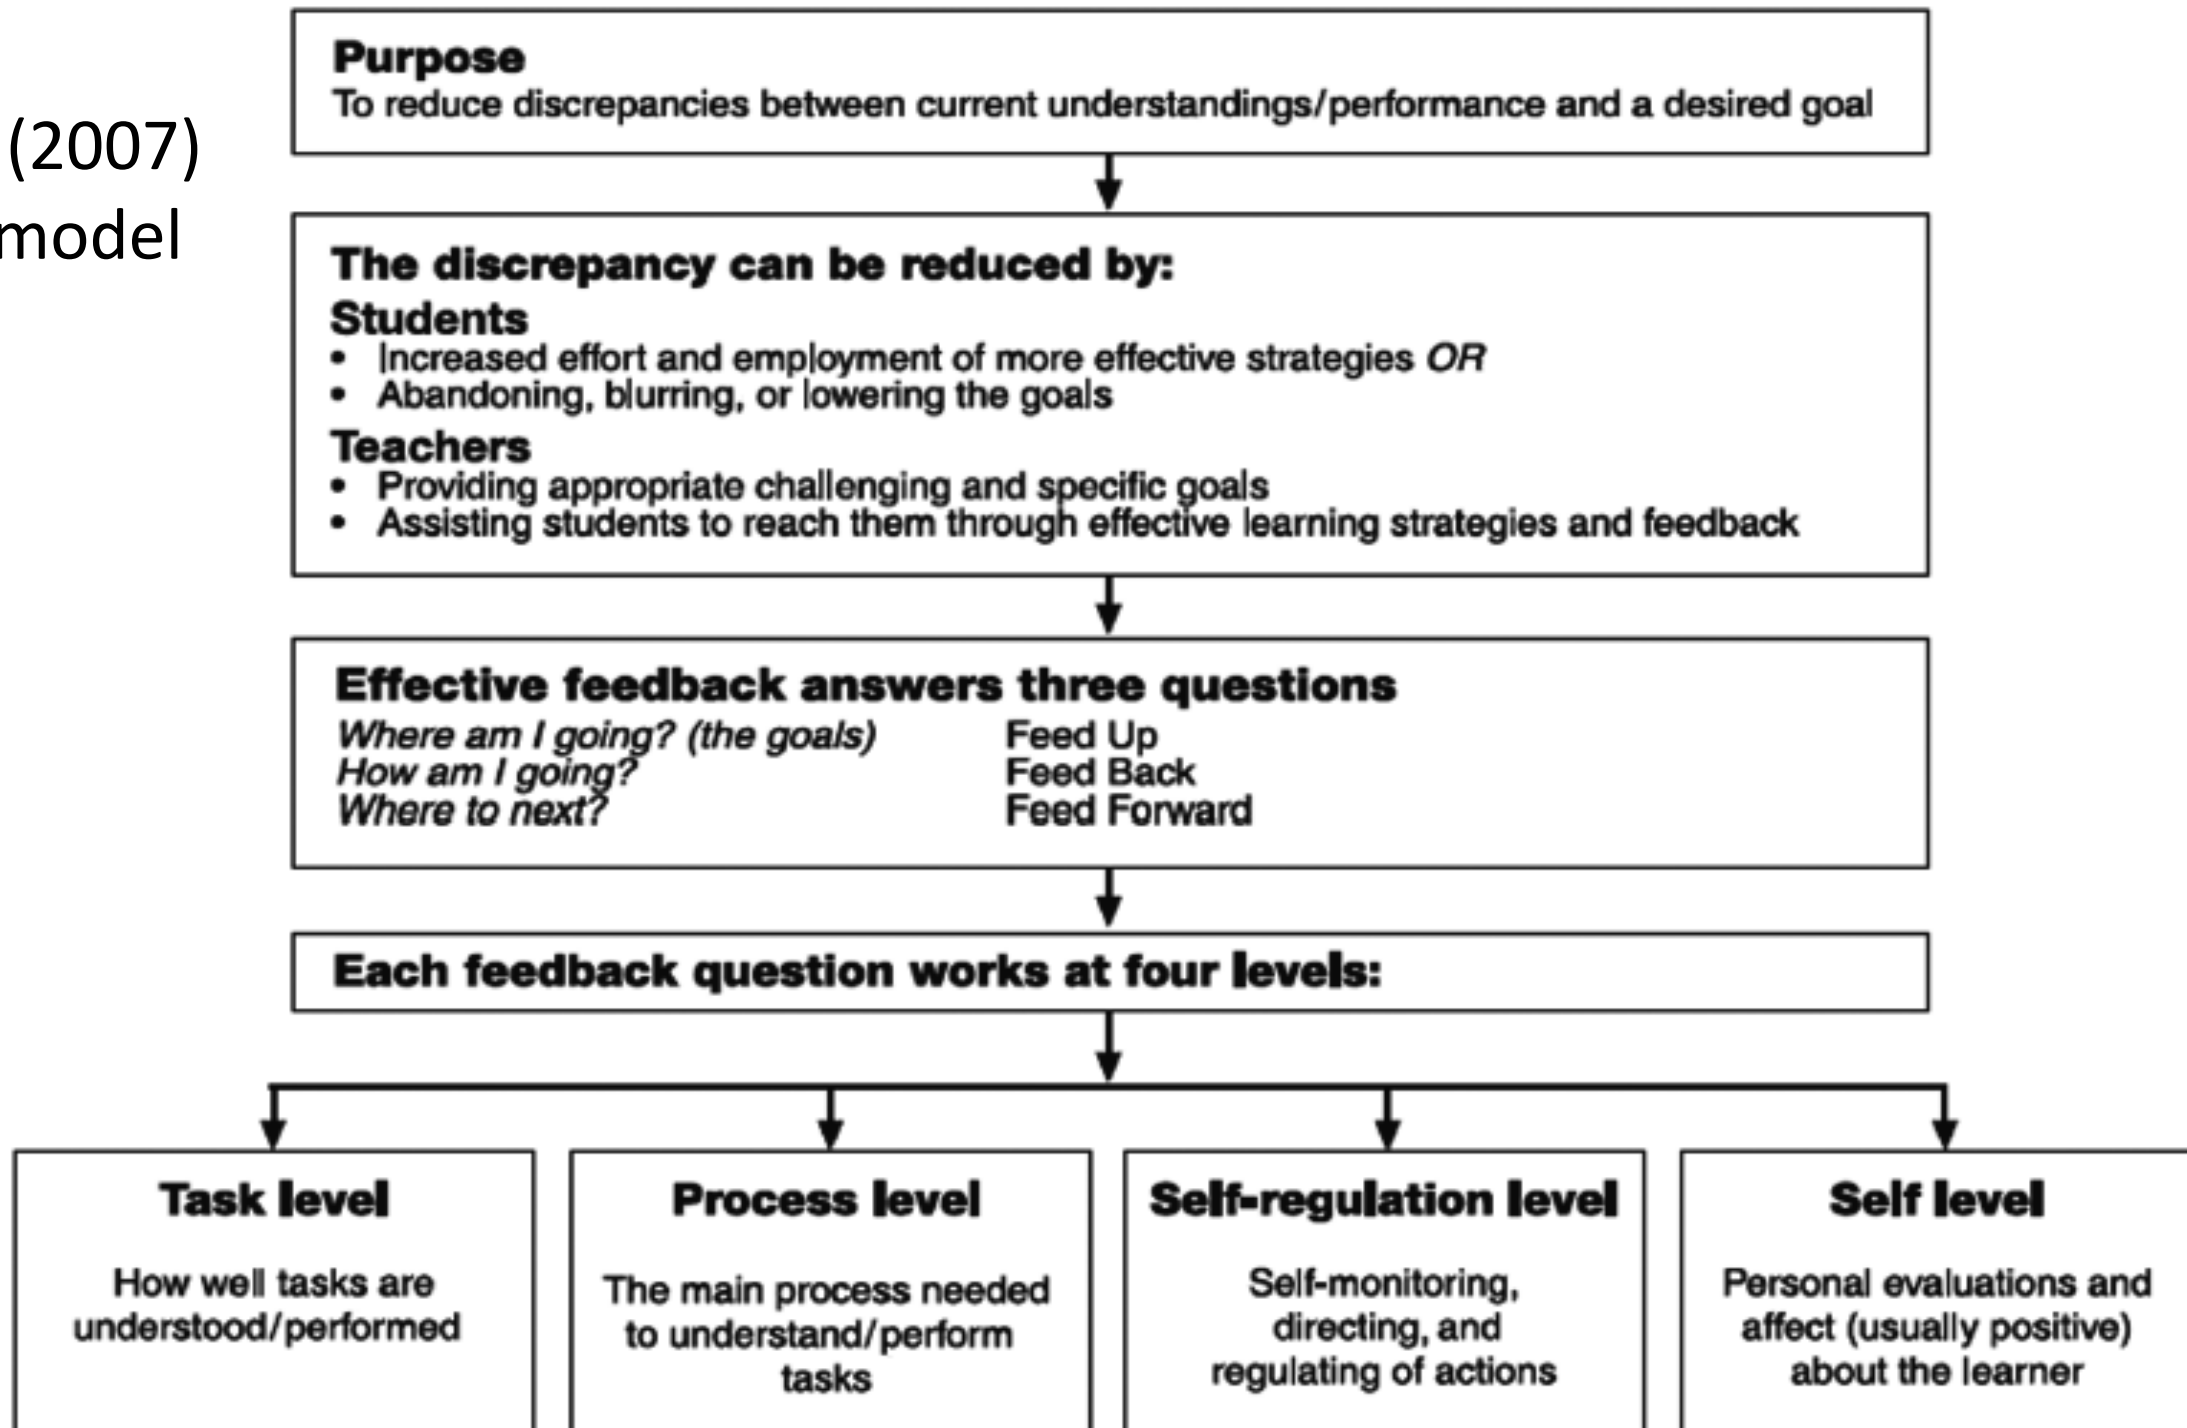 (2007)
model
Purpose
To reduce discrepancies between current understandings/performance and a desired goal
The discrepancy can be reduced by:
Students
• Increased effort and employment of more effective strategies OR
• Abandoning, blurring, or lowering the goals
Teachers
• Providing appropriate challenging and specific goals
• Assisting students to reach them through effective learning strategies and feedback
Effective feedback answers three questions
Where am I going? (the goals) Feed Up
How am I going? Feed Back
Where to next? Feed Forward
Each feedback question works at four levels:
Task level
How well tasks are
understood/performed
Process level
The main process needed
to understand/perform
tasks
Self-regulation level
Self-monitoring,
directing, and
regulating of actions
Self level
Personal evaluations and
affect (usually positive)
about the learner